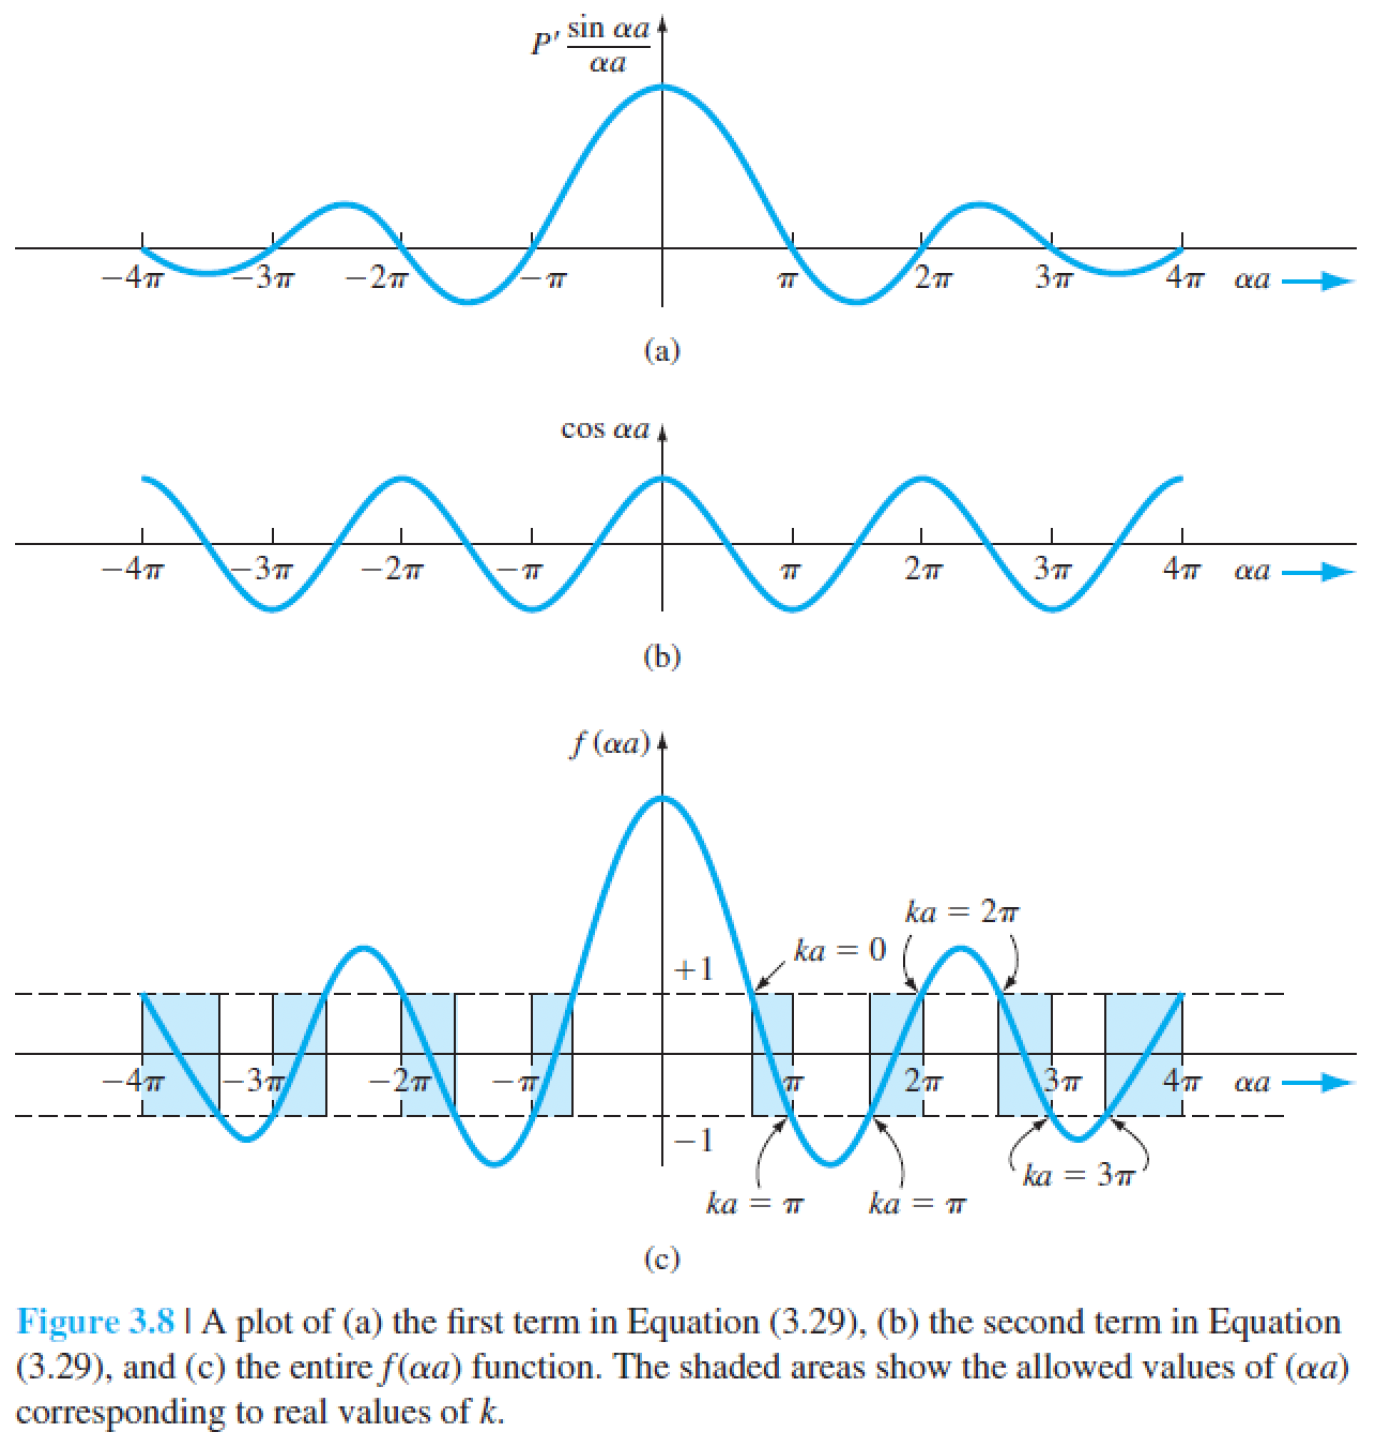 P′ sin αa / αa
−4π −3π −2π −π π 2π 3π 4π αa
(a)
cos αa
−4π −3π −2π −π π 2π 3π 4π αa
(b)
f (αa)
ka = 2π
ka = 0
+1
−4π −3π −2π −π π 2π 3π 4π αa
−1
ka = 3π
ka = π ka = π
(c)
Figure 3.8 | A plot of (a) the first term in Equation (3.29), (b) the second term in Equation
(3.29), and (c) the entire f(αa) function. The shaded areas show the allowed values of (αa)
corresponding to real values of k.